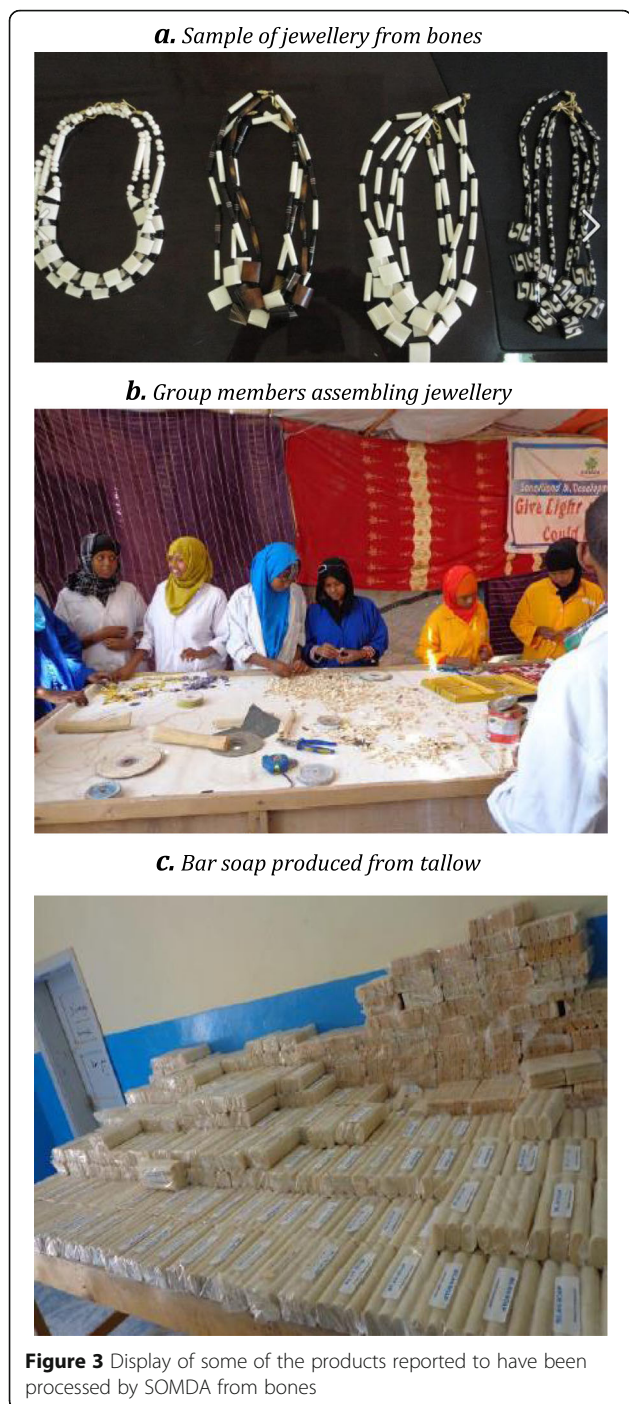 a. Sample of jewellery from bones
b. Group members assembling jewellery
Give Light
Could
c. Bar soap produced from tallow
Figure 3 Display of some of the products reported to have been
processed by SOMDA from bones